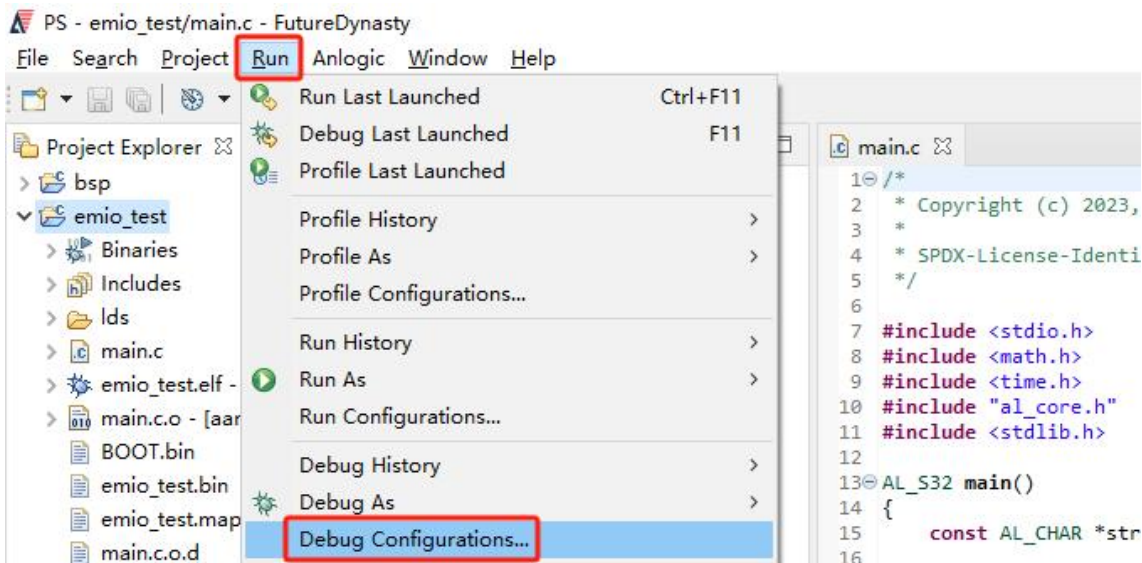 PS - emio_test/main.c - FutureDynasty
File Search Project Run Anlogic Window Help
Run Last Launched Ctrl+F11
Debug Last Launched F11
Profile Last Launched
Profile History
Profile As
Profile Configurations...
Run History
Run As
Run Configurations...
Debug History
Debug As
Debug Configurations...
Project Explorer
bsp
emio_test
Binaries
Includes
lds
main.c
emio_test.elf -
main.c.o - [aar
BOOT.bin
emio_test.bin
emio_test.map
main.c.o.d
main.c
1 /*
2 * Copyright (c) 2023,
3 *
4 * SPDX-License-Identi
5 */
6
7 #include <stdio.h>
8 #include <math.h>
9 #include <time.h>
10 #include "al_core.h"
11 #include <stdlib.h>
12
13 AL_S32 main()
14 {
15 const AL_CHAR *str
16